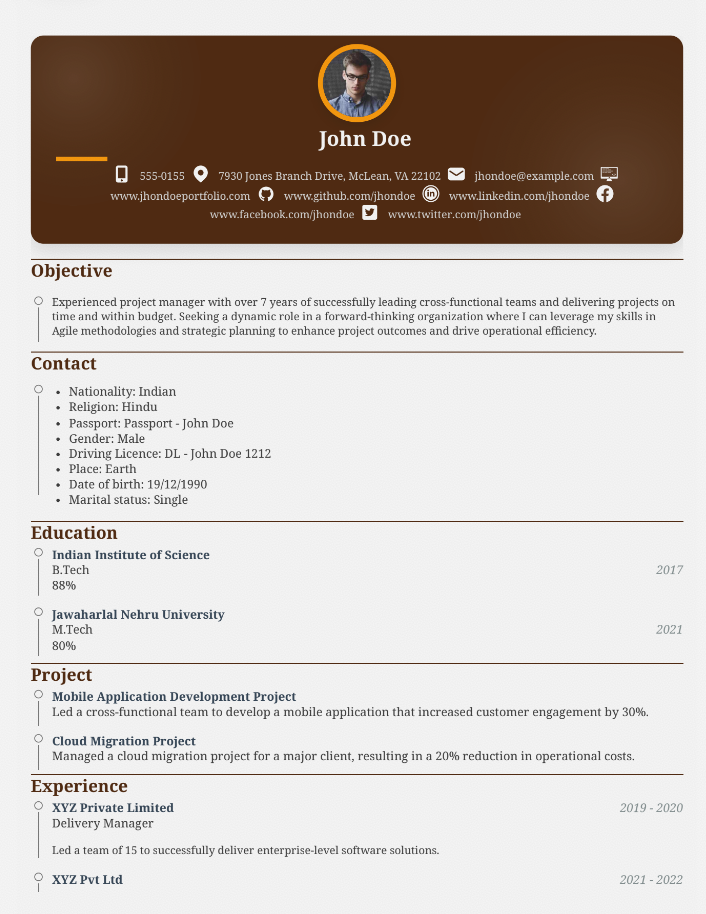 John Doe
555-0155 7930 Jones Branch Drive, McLean, VA 22102 jhondoe@example.com
www.jhondoeportfolio.com www.github.com/jhondoe www.linkedin.com/jhondoe
www.facebook.com/jhondoe www.twitter.com/jhondoe
Objective
Experienced project manager with over 7 years of successfully leading cross-functional teams and delivering projects on
time and within budget. Seeking a dynamic role in a forward-thinking organization where I can leverage my skills in
Agile methodologies and strategic planning to enhance project outcomes and drive operational efficiency.
Contact
• Nationality: Indian
• Religion: Hindu
• Passport: Passport - John Doe
• Gender: Male
• Driving Licence: DL - John Doe 1212
• Place: Earth
• Date of birth: 19/12/1990
• Marital status: Single
Education
Indian Institute of Science
B.Tech 2017
88%
Jawaharlal Nehru University
M.Tech 2021
80%
Project
Mobile Application Development Project
Led a cross-functional team to develop a mobile application that increased customer engagement by 30%.
Cloud Migration Project
Managed a cloud migration project for a major client, resulting in a 20% reduction in operational costs.
Experience
XYZ Private Limited 2019 - 2020
Delivery Manager
Led a team of 15 to successfully deliver enterprise-level software solutions.
XYZ Pvt Ltd 2021 - 2022